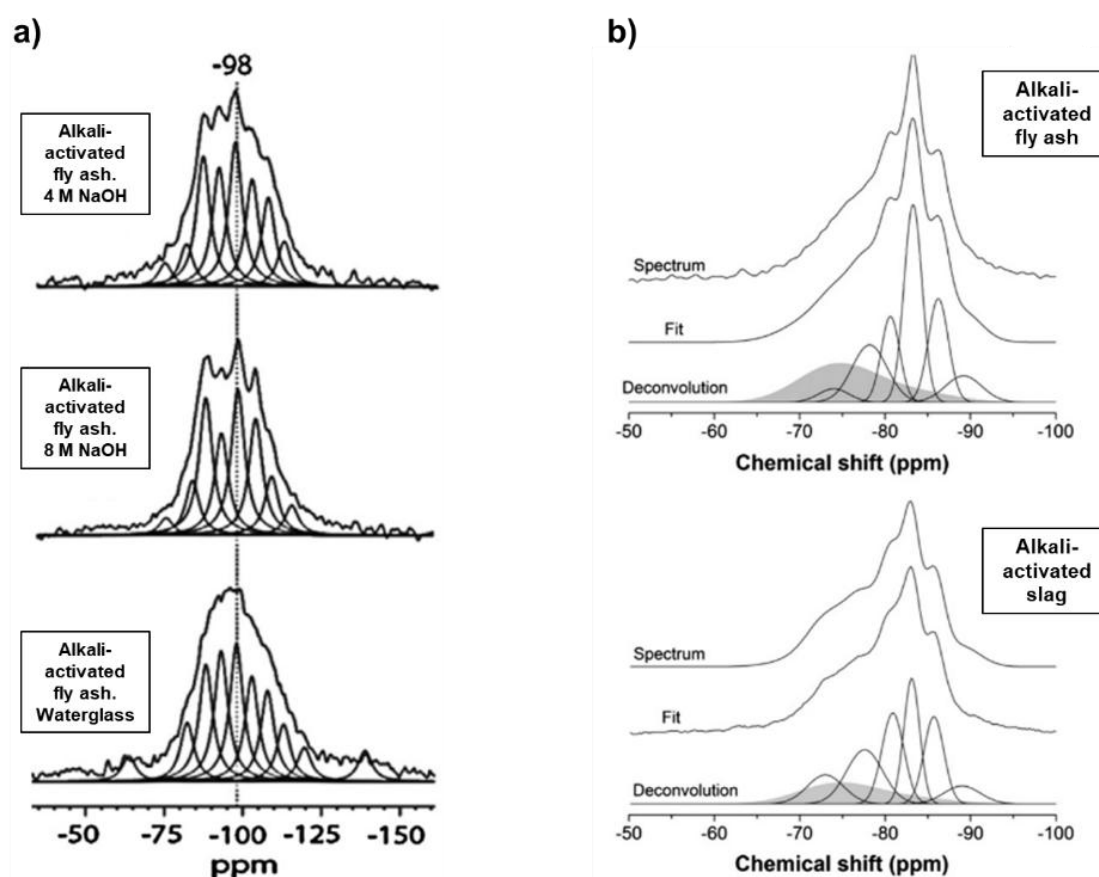 a)
-98
Alkali-
activated
fly ash.
4 M NaOH
Alkali-
activated
fly ash.
8 M NaOH
Alkali-
activated
fly ash.
Waterglass
-50 -75 -100 -125 -150
ppm
b)
Alkali-
activated
fly ash
Spectrum
Fit
Deconvolution
-50 -60 -70 -80 -90 -100
Chemical shift (ppm)
Alkali-
activated
slag
Spectrum
Fit
Deconvolution
-50 -60 -70 -80 -90 -100
Chemical shift (ppm)